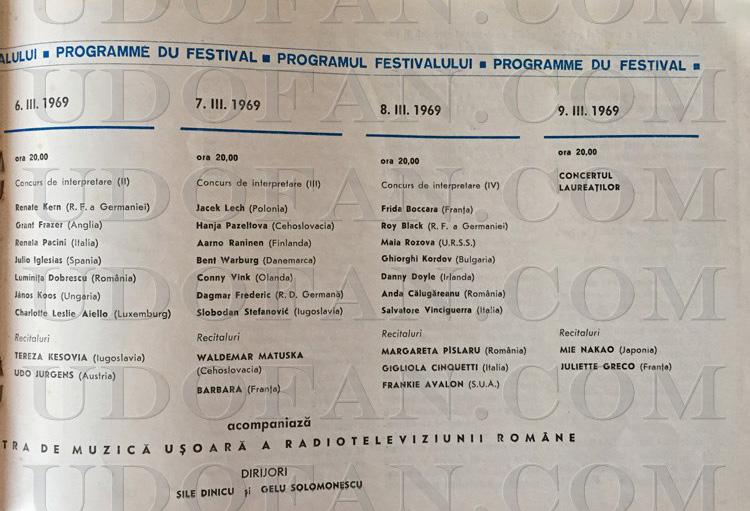 ALULUI ■ PROGRAMME DU FESTIVAL ■ PROGRAMUL FESTIVALULUI ■ PROGRAMME DU FESTIVAL ■
6. III. 1969
ora 20,00
Concurs de interpretare (II)
Renate Kern (R. F. a Germaniei)
Grant Frazer (Anglia)
Renata Pacini (Italia)
Julio Iglesias (Spania)
Luminița Dobrescu (România)
János Koos (Ungaria)
Charlotte Leslie Aiello (Luxemburg)
Recitaluri
TEREZA KESOVIA (Iugoslavia)
UDO JURGENS (Austria)
7. III. 1969
ora 20,00
Concurs de interpretare (III)
Jacek Lech (Polonia)
Hanja Pazeltova (Cehoslovacia)
Aarno Raninen (Finlanda)
Bent Warburg (Danemarca)
Conny Vink (Olanda)
Dagmar Frederic (R. D. Germană)
Slobodan Stefanović (Iugoslavia)
Recitaluri
WALDEMAR MATUSKA
(Cehoslovacia)
BARBARA (Franța)
8. III. 1969
ora 20,00
Concurs de interpretare (IV)
Frida Boccara (Franța)
Roy Black (R. F. a Germaniei)
Maia Rozova (U.R.S.S.)
Ghiorghi Kordov (Bulgaria)
Danny Doyle (Irlanda)
Anda Călugăreanu (România)
Salvatore Vinciguerra (Italia)
Recitaluri
MARGARETA PÎSLARU (România)
GIGLIOLA CINQUETTI (Italia)
FRANKIE AVALON (S.U.A.)
9. III. 1969
ora 20,00
CONCERTUL
LAUREAȚILOR
Recitaluri
MIE NAKAO (Japonia)
JULIETTE GRECO (Franța)
acompaniază
TRA DE MUZICĂ UȘOARĂ A RADIOTELEVIZIUNII ROMÂNE
DIRIJORI
SILE DINICU și GELU SOLOMONESCU
UDOFAN.COM
UDOFAN.COM
UDOFAN.COM
UDOFAN.COM
UDOFAN.COM